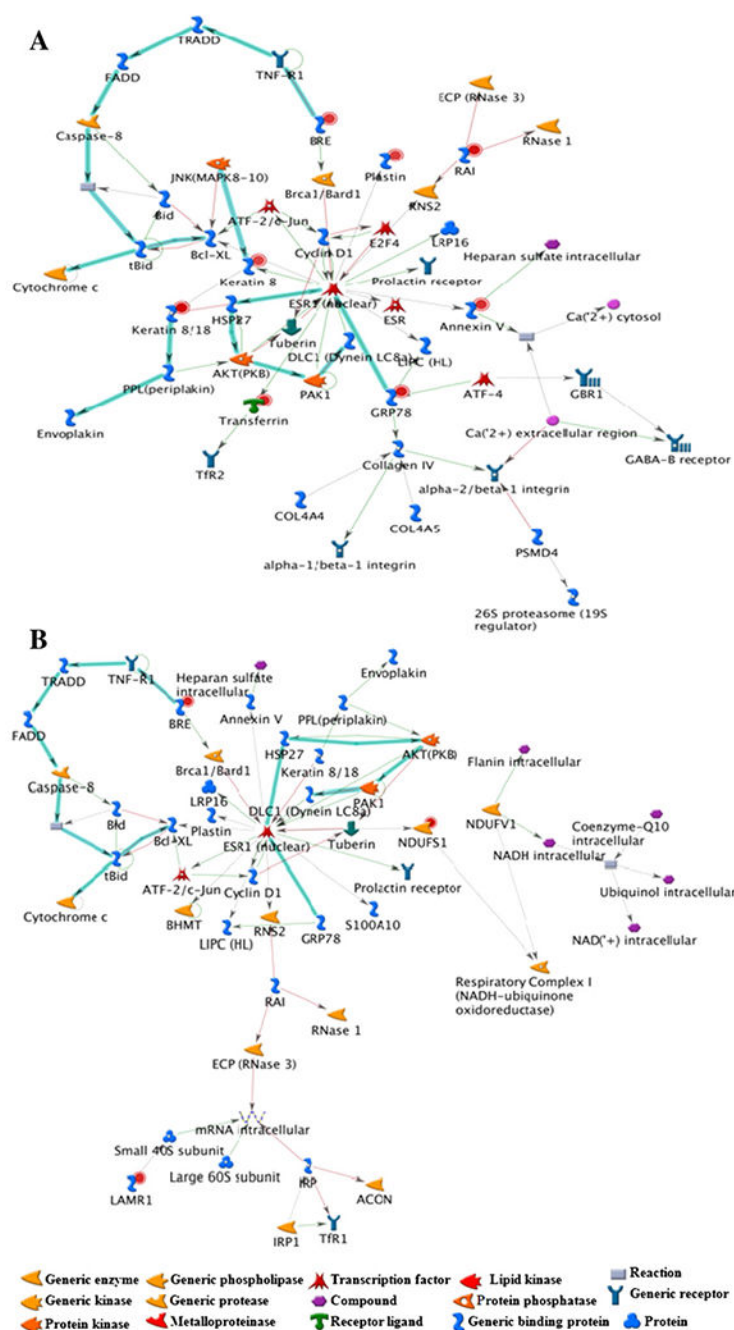 A
TRADD
FADD
TNF-R1
ECP (RNase 3)
Caspase-8
BRE
RNase 1
JNK(MAPK8-10)
Plastin
RAI
Brca1/Bard1
RNS2
Bid
ATF-2/c-Jun
E2F4
LRP16
Cyclin D1
Heparan sulfate intracellular
tBid
Bcl-XL
Prolactin receptor
Cytochrome c
Keratin 8
ESR1 (nuclear)
ESR
HSP27
Annexin V
Ca('2+) cytosol
Keratin 8/18
Tuberin
DLC1 (Dynein LC8a)
LIPC (HL)
AKT(PKB)
PPL(periplakin)
PAK1
ATF-4
GBR1
Envoplakin
Transferrin
GRP78
Ca('2+) extracellular region
GABA-B receptor
TfR2
Collagen IV
alpha-2/beta-1 integrin
COL4A4
COL4A5
PSMD4
alpha-1/beta-1 integrin
26S proteasome (19S
regulator)
B
TRADD
TNF-R1
Heparan sulfate
intracellular
Envoplakin
BRE
Annexin V
PPL(periplakin)
FADD
HSP27
AKT(PKB)
Brca1/Bard1
Keratin 8/18
Flanin intracellular
Caspase-8
LRP16
DLC1 (Dynein LC8a)
PAK1
Bid
Bcl-XL
Plastin
ESR1 (nuclear)
Tuberin
NDUFS1
NDUFV1
Coenzyme-Q10
intracellular
NADH intracellular
tBid
ATF-2/c-Jun
Cyclin D1
Prolactin receptor
Ubiquinol intracellular
Cytochrome c
BHMT
LIPC (HL)
RNS2
GRP78
S100A10
NAD('+) intracellular
Respiratory Complex I
(NADH-ubiquinone
oxidoreductase)
RAI
RNase 1
ECP (RNase 3)
mRNA intracellular
Small 40S subunit
Large 60S subunit
IRP
LAMR1
ACON
IRP1
TfR1
Generic enzyme
Generic phospholipase
Transcription factor
Lipid kinase
Reaction
Generic kinase
Generic protease
Compound
Protein phosphatase
Generic receptor
Protein kinase
Metalloproteinase
Receptor ligand
Generic binding protein
Protein